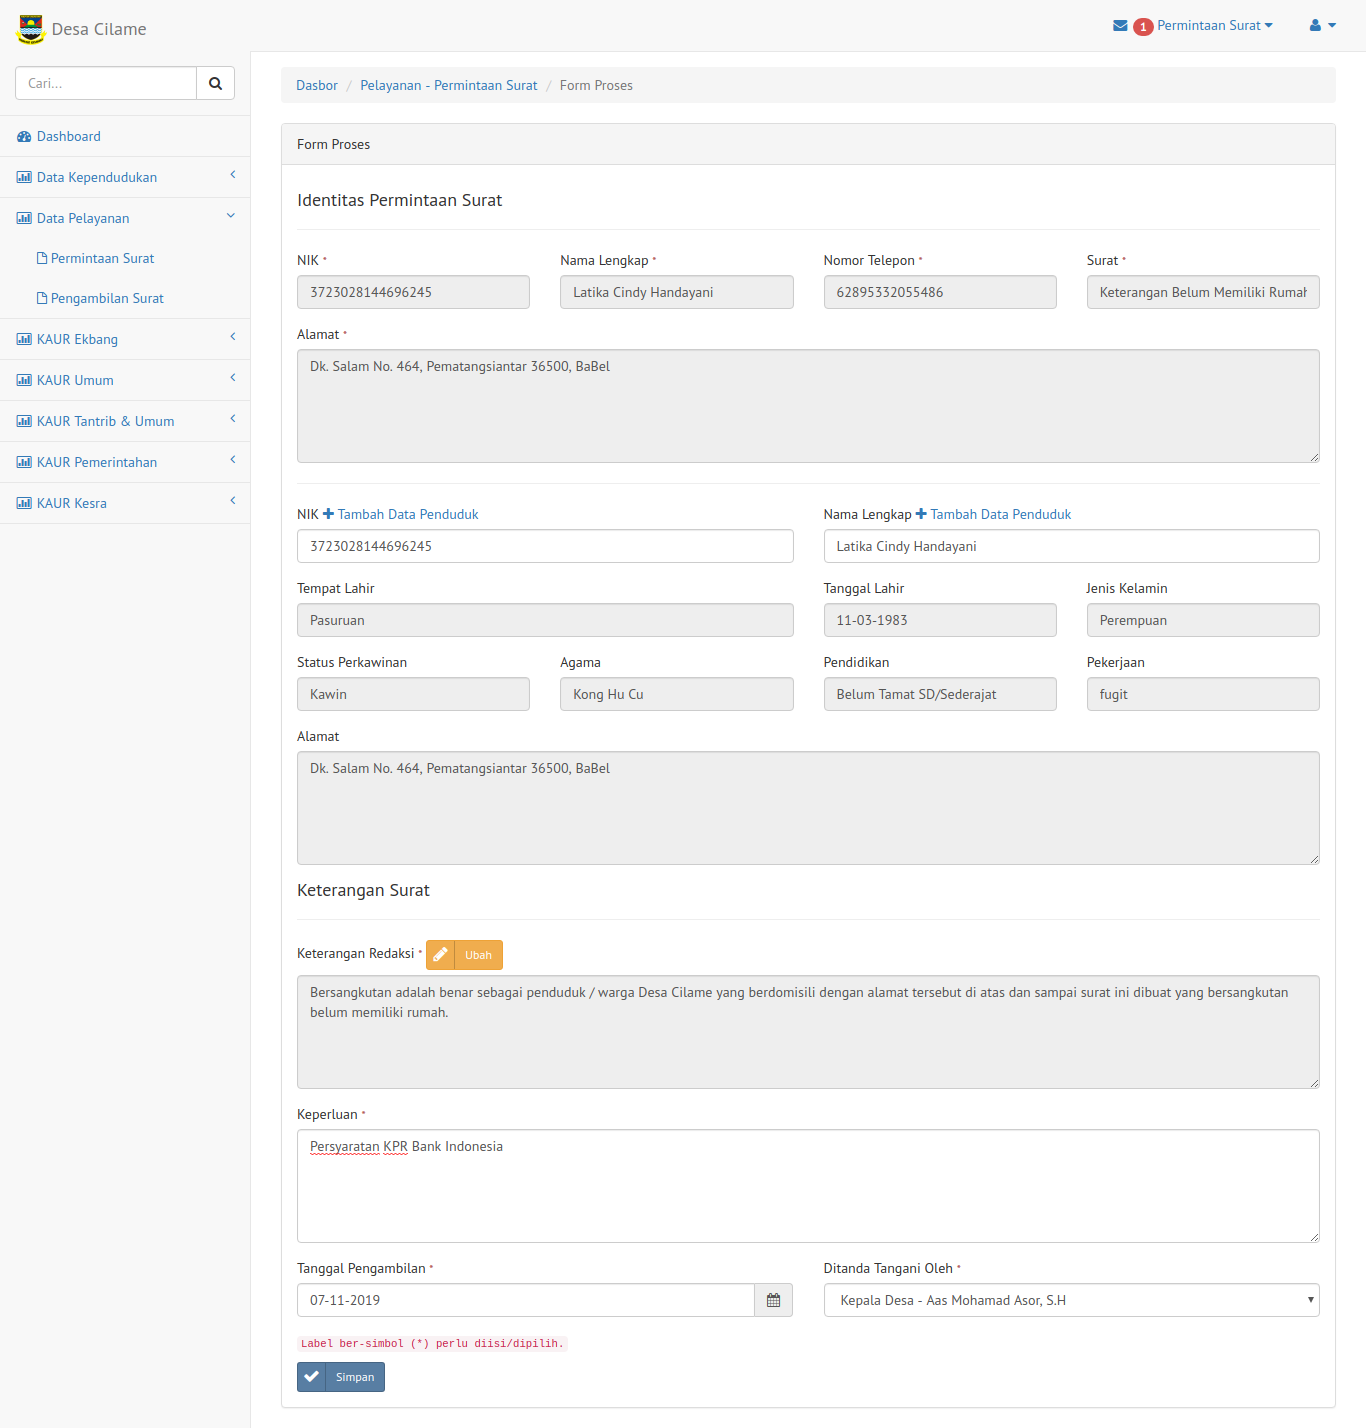 Desa Cilame
1 Permintaan Surat
Cari...
Dashboard
Data Kependudukan
Data Pelayanan
Permintaan Surat
Pengambilan Surat
KAUR Ekbang
KAUR Umum
KAUR Tantrib & Umum
KAUR Pemerintahan
KAUR Kesra
Dasbor / Pelayanan - Permintaan Surat / Form Proses
Form Proses
Identitas Permintaan Surat
NIK * Nama Lengkap * Nomor Telepon * Surat *
3723028144696245 Latika Cindy Handayani 62895332055486 Keterangan Belum Memiliki Rumah
Alamat *
Dk. Salam No. 464, Pematangsiantar 36500, BaBel
NIK + Tambah Data Penduduk Nama Lengkap + Tambah Data Penduduk
3723028144696245 Latika Cindy Handayani
Tempat Lahir Tanggal Lahir Jenis Kelamin
Pasuruan 11-03-1983 Perempuan
Status Perkawinan Agama Pendidikan Pekerjaan
Kawin Kong Hu Cu Belum Tamat SD/Sederajat fugit
Alamat
Dk. Salam No. 464, Pematangsiantar 36500, BaBel
Keterangan Surat
Keterangan Redaksi * Ubah
Bersangkutan adalah benar sebagai penduduk / warga Desa Cilame yang berdomisili dengan alamat tersebut di atas dan sampai surat ini dibuat yang bersangkutan
belum memiliki rumah.
Keperluan *
Persyaratan KPR Bank Indonesia
Tanggal Pengambilan * Ditanda Tangani Oleh *
07-11-2019 Kepala Desa - Aas Mohamad Asor, S.H
Label ber-simbol (*) perlu diisi/dipilih.
Simpan